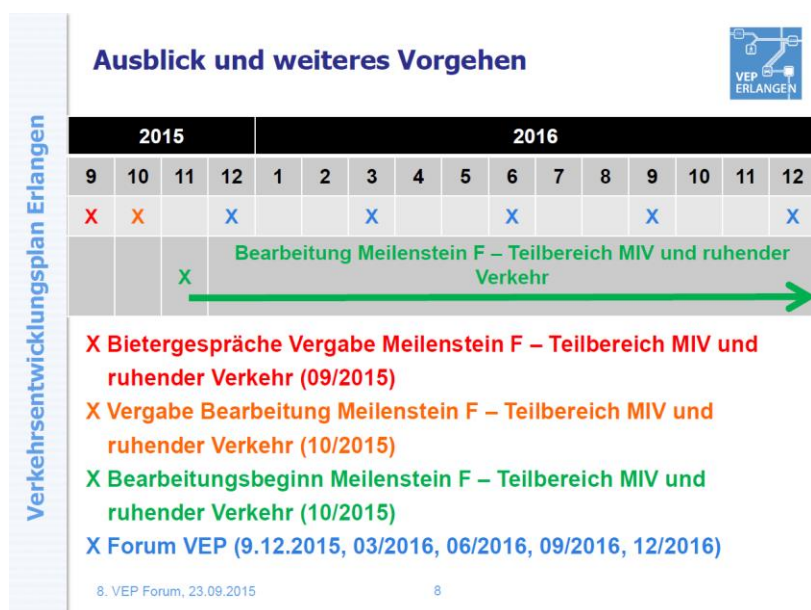 Ausblick und weiteres Vorgehen
VEP
ERLANGEN
Verkehrsentwicklungsplan Erlangen
2015 2016
9 10 11 12 1 2 3 4 5 6 7 8 9 10 11 12
X X X X X X X
Bearbeitung Meilenstein F – Teilbereich MIV und ruhender
X Verkehr
X Bietergespräche Vergabe Meilenstein F – Teilbereich MIV und
ruhender Verkehr (09/2015)
X Vergabe Bearbeitung Meilenstein F – Teilbereich MIV und
ruhender Verkehr (10/2015)
X Bearbeitungsbeginn Meilenstein F – Teilbereich MIV und
ruhender Verkehr (10/2015)
X Forum VEP (9.12.2015, 03/2016, 06/2016, 09/2016, 12/2016)
8. VEP Forum, 23.09.2015 8